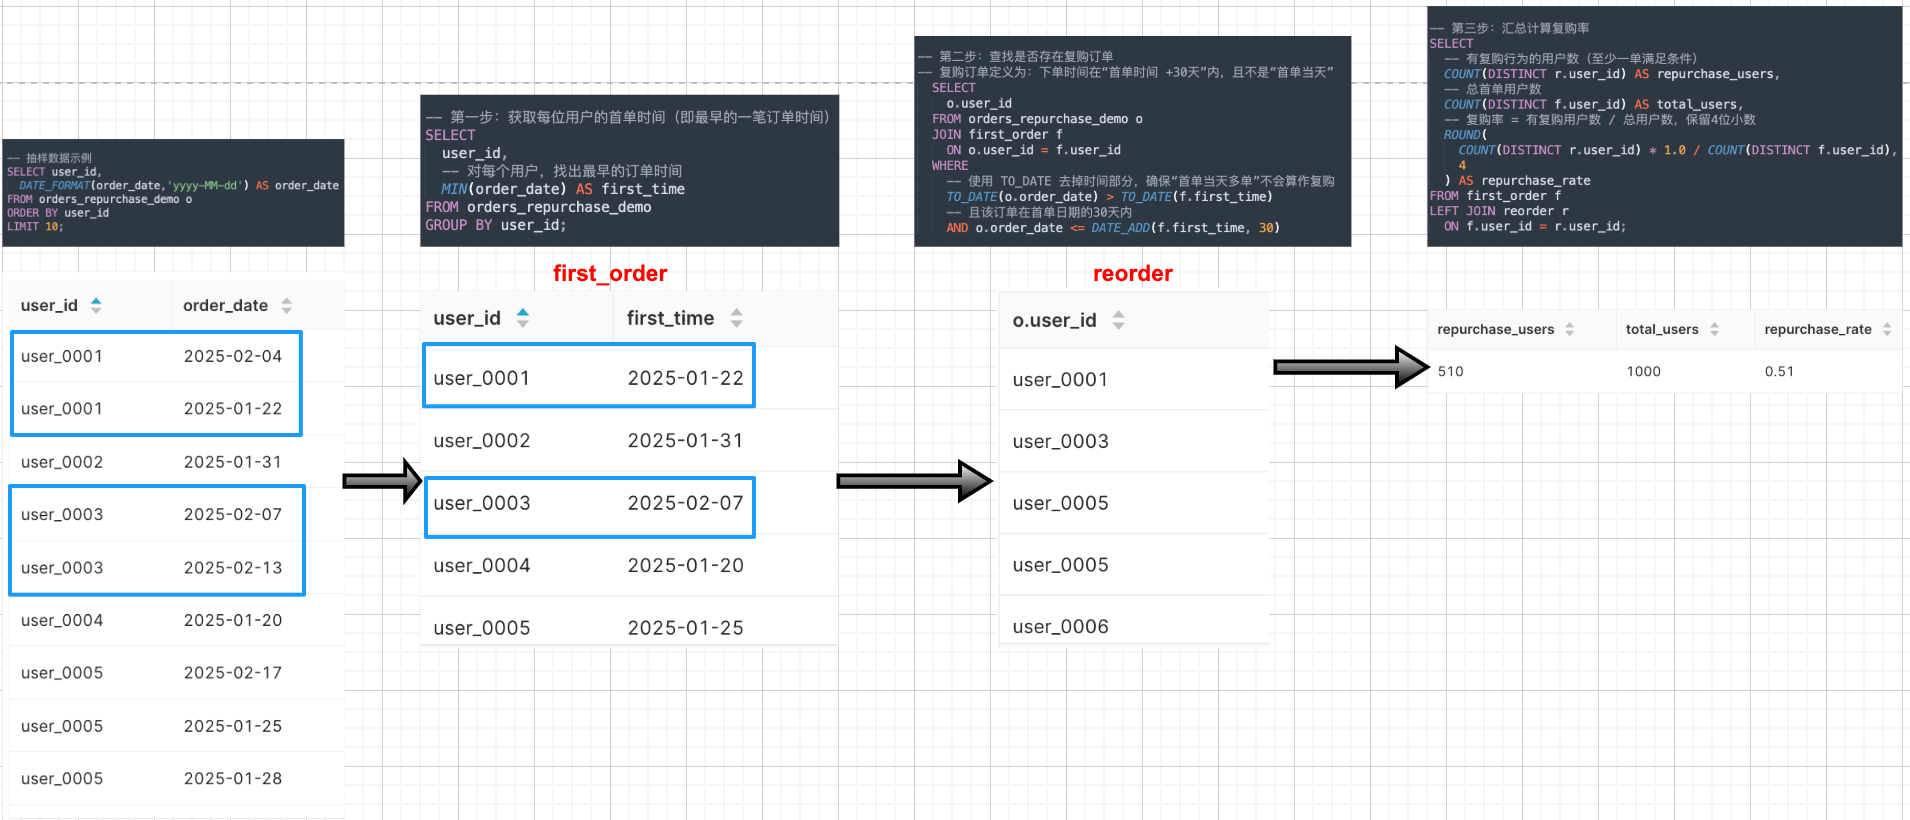 -- 抽样数据示例
SELECT user_id,
DATE_FORMAT(order_date,'yyyy-MM-dd') AS order_date
FROM orders_repurchase_demo o
ORDER BY user_id
LIMIT 10;
user_id order_date
user_0001 2025-02-04
user_0001 2025-01-22
user_0002 2025-01-31
user_0003 2025-02-07
user_0003 2025-02-13
user_0004 2025-01-20
user_0005 2025-02-17
user_0005 2025-01-25
user_0005 2025-01-28
-- 第一步：获取每位用户的首单时间（即最早的一笔订单时间）
SELECT
user_id,
-- 对每个用户，找出最早的订单时间
MIN(order_date) AS first_time
FROM orders_repurchase_demo
GROUP BY user_id;
first_order
user_id first_time
user_0001 2025-01-22
user_0002 2025-01-31
user_0003 2025-02-07
user_0004 2025-01-20
user_0005 2025-01-25
-- 第二步：查找是否存在复购订单
-- 复购订单定义为：下单时间在“首单时间 +30天”内，且不是“首单当天”
SELECT
o.user_id
FROM orders_repurchase_demo o
JOIN first_order f
ON o.user_id = f.user_id
WHERE
-- 使用 TO_DATE 去掉时间部分，确保“首单当天多单”不会算作复购
TO_DATE(o.order_date) > TO_DATE(f.first_time)
-- 且该订单在首单日期的30天内
AND o.order_date <= DATE_ADD(f.first_time, 30)
reorder
o.user_id
user_0001
user_0003
user_0005
user_0005
user_0006
-- 第三步：汇总计算复购率
SELECT
-- 有复购行为的用户数（至少一单满足条件）
COUNT(DISTINCT r.user_id) AS repurchase_users,
-- 总首单用户数
COUNT(DISTINCT f.user_id) AS total_users,
-- 复购率 = 有复购用户数 / 总用户数，保留4位小数
ROUND(
COUNT(DISTINCT r.user_id) * 1.0 / COUNT(DISTINCT f.user_id),
4
) AS repurchase_rate
FROM first_order f
LEFT JOIN reorder r
ON f.user_id = r.user_id;
repurchase_users total_users repurchase_rate
510 1000 0.51